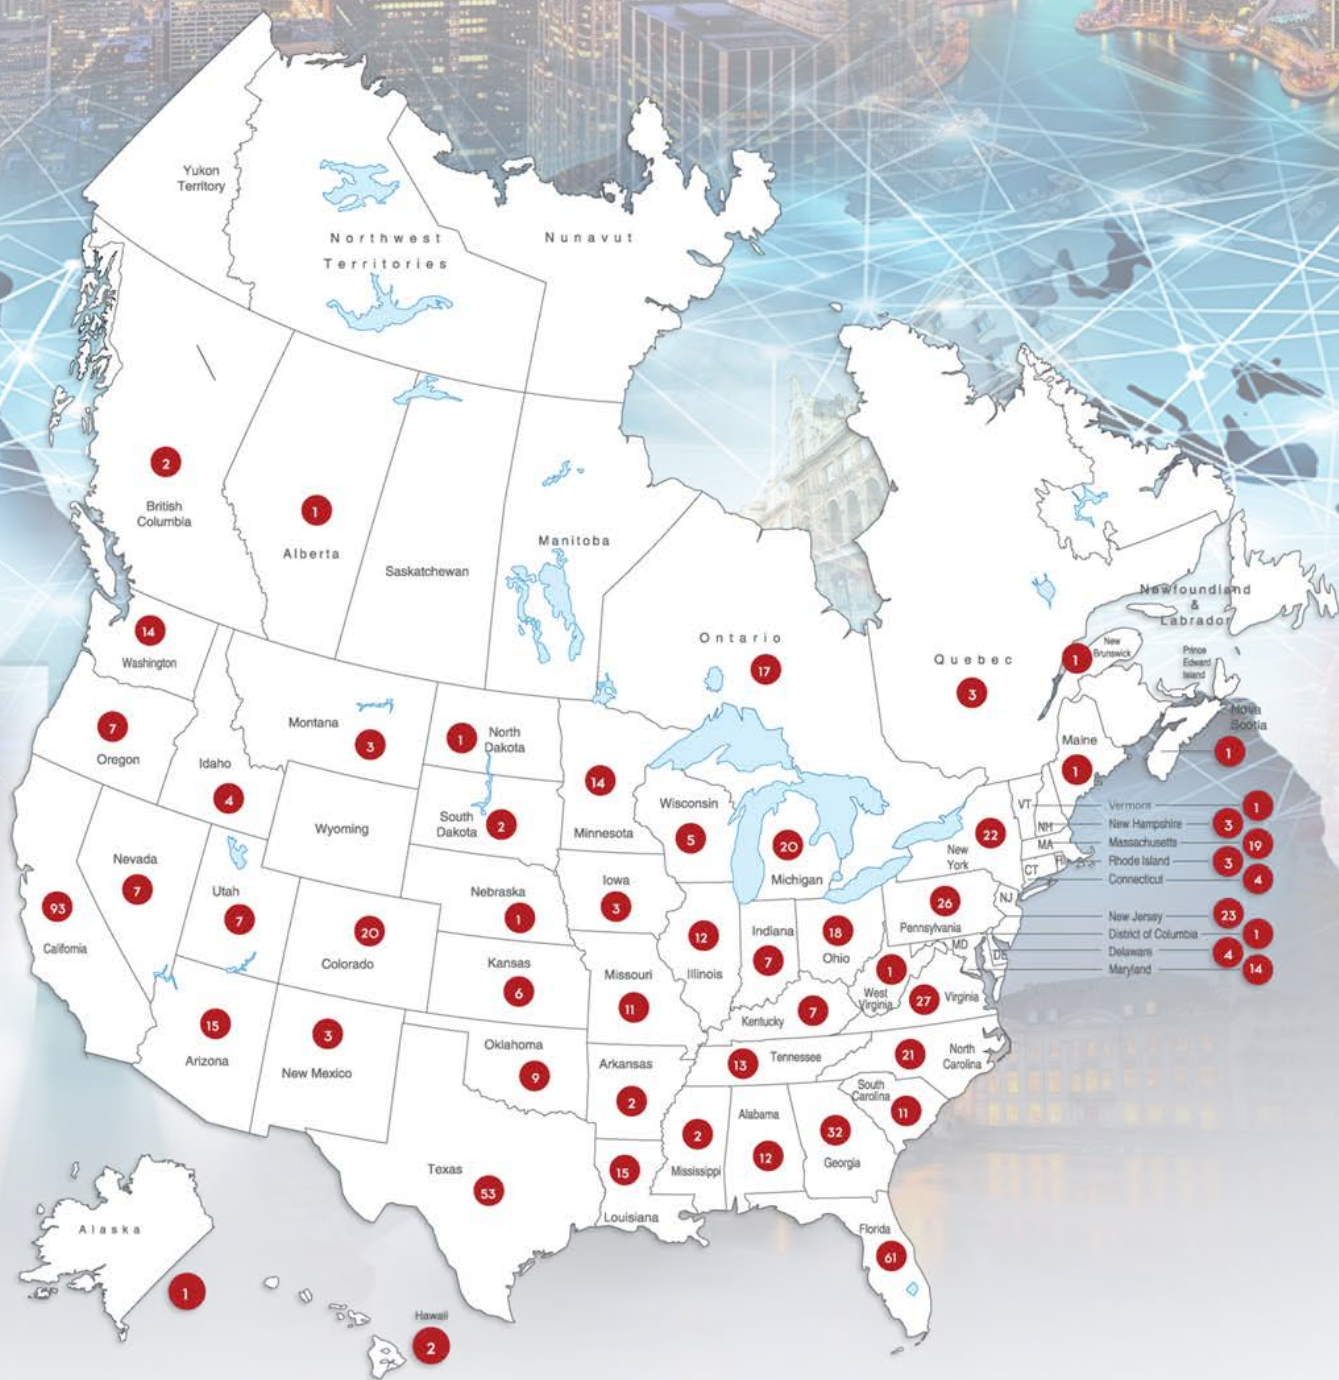 Yukon
Territory
Northwest
Territories
Nunavut
2
British
Columbia
1
Alberta
Saskatchewan
Manitoba
Ontario
17
Quebec
3
Newfoundland
&
Labrador
1
New
Brunswick
Prince
Edward
Island
Nova
Scotia
1
14
Washington
7
Oregon
Idaho
4
Montana
3
1
North
Dakota
South
Dakota
2
14
Minnesota
Wisconsin
5
20
Michigan
22
New
York
Maine
1
VT
Vermont
1
NH
New Hampshire
3
MA
Massachusetts
19
RI
Rhode Island
3
CT
Connecticut
4
NJ
New Jersey
23
District of Columbia
1
DE
Delaware
4
MD
Maryland
14
Wyoming
Nevada
7
Utah
7
93
California
20
Colorado
Nebraska
1
Iowa
3
12
Illinois
Indiana
7
18
Ohio
26
Pennsylvania
1
West
Virginia
27
Virginia
Kansas
6
Missouri
11
Kentucky
7
15
Arizona
3
New Mexico
Oklahoma
9
Arkansas
2
13
Tennessee
21
North
Carolina
South
Carolina
11
2
Mississippi
Alabama
12
32
Georgia
Texas
53
15
Louisiana
Florida
61
Alaska
1
Hawaii
2